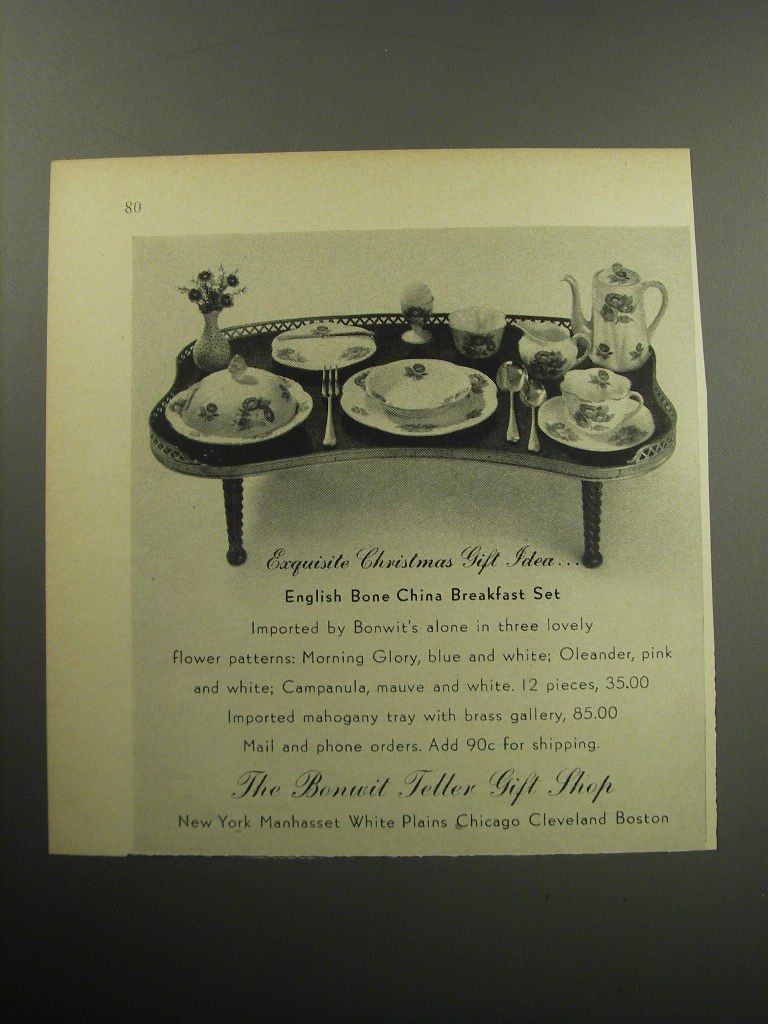 80
Exquisite Christmas Gift Idea...
English Bone China Breakfast Set
Imported by Bonwit's alone in three lovely
flower patterns: Morning Glory, blue and white; Oleander, pink
and white; Campanula, mauve and white. 12 pieces, 35.00
Imported mahogany tray with brass gallery, 85.00
Mail and phone orders. Add 90c for shipping.
The Bonwit Teller Gift Shop
New York Manhasset White Plains Chicago Cleveland Boston